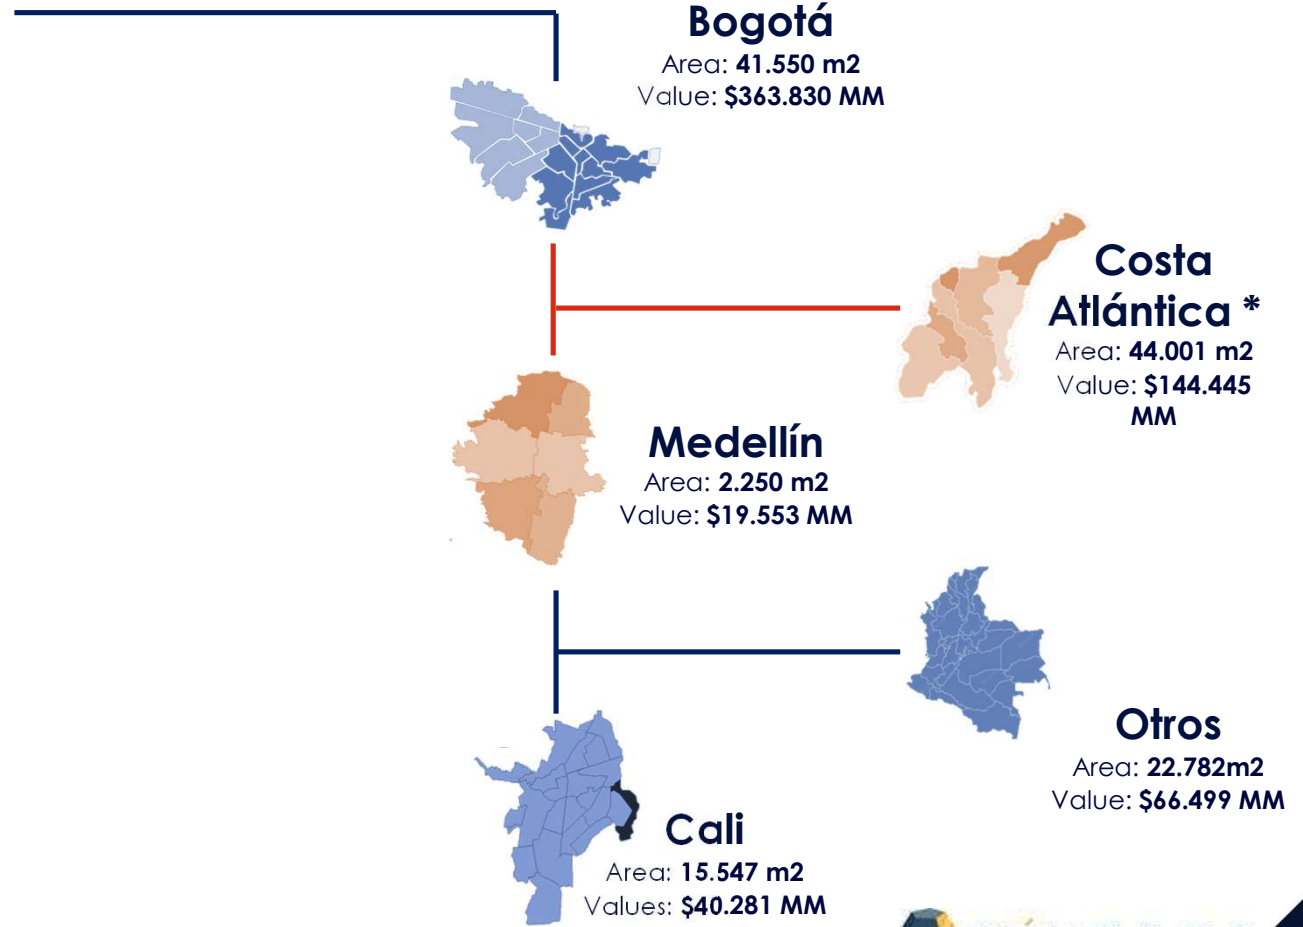 Bogotá
Area: 41.550 m2
Value: $363.830 MM
Costa
Atlántica *
Area: 44.001 m2
Value: $144.445
MM
Medellín
Area: 2.250 m2
Value: $19.553 MM
Otros
Area: 22.782m2
Value: $66.499 MM
Cali
Area: 15.547 m2
Values: $40.281 MM